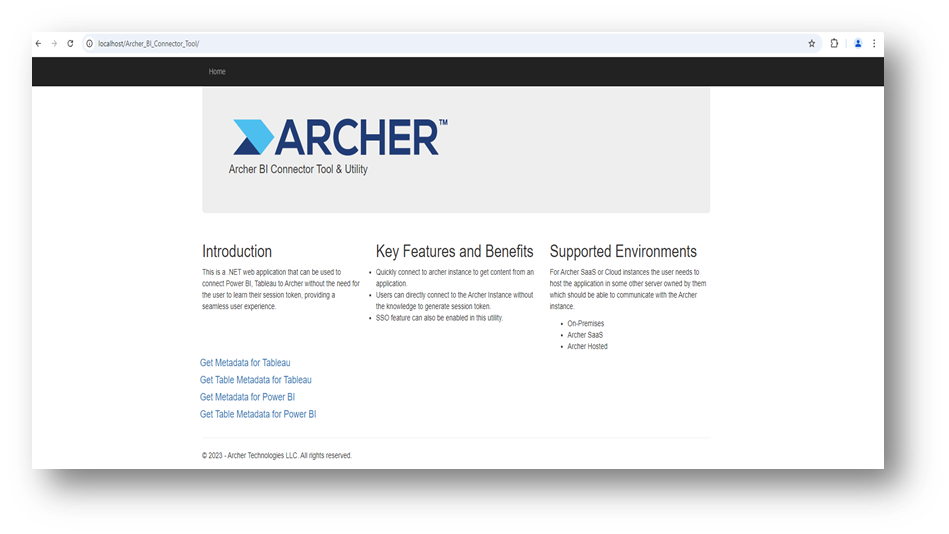 localhost/Archer_BI_Connector_Tool/
Home
ARCHER™
Archer BI Connector Tool & Utility
Introduction
This is a .NET web application that can be used to
connect Power BI, Tableau to Archer without the need for
the user to learn their session token, providing a
seamless user experience.
Key Features and Benefits
• Quickly connect to archer instance to get content from an
application.
• Users can directly connect to the Archer Instance without
the knowledge to generate session token.
• SSO feature can also be enabled in this utility.
Supported Environments
For Archer SaaS or Cloud instances the user needs to
host the application in some other server owned by them
which should be able to communicate with the Archer
instance.
• On-Premises
• Archer SaaS
• Archer Hosted
Get Metadata for Tableau
Get Table Metadata for Tableau
Get Metadata for Power BI
Get Table Metadata for Power BI
© 2023 - Archer Technologies LLC. All rights reserved.